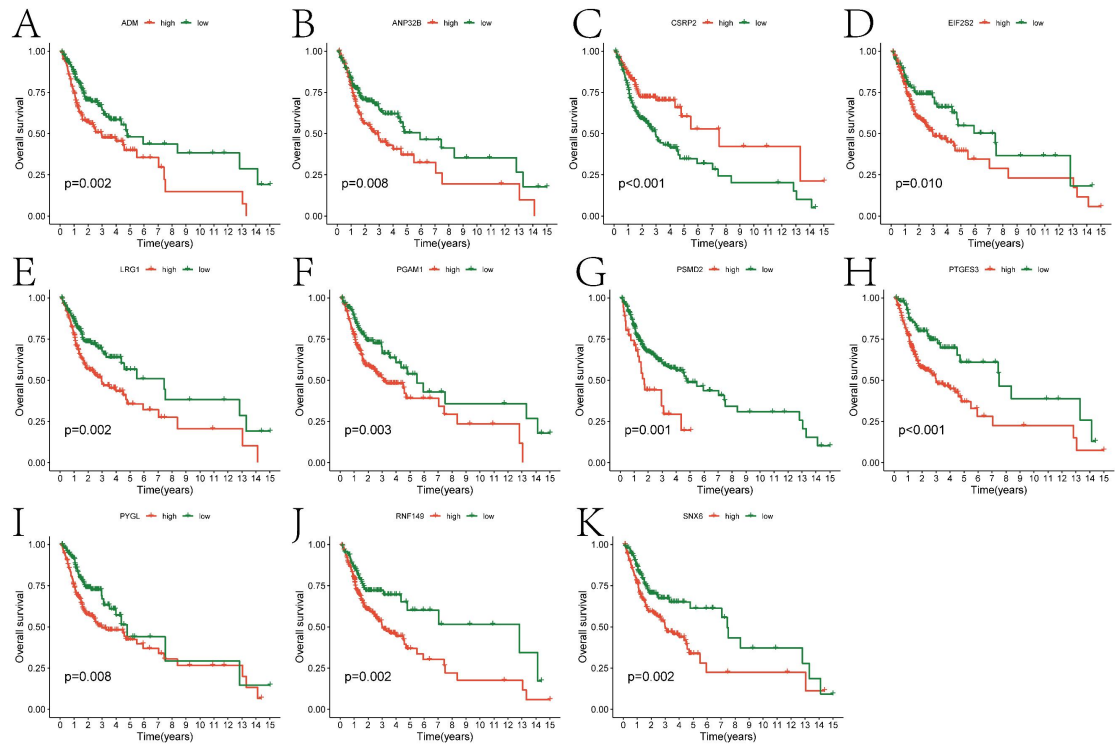 A
ADM high low
1.00
0.75
0.50
0.25
0.00
Overall survival
p=0.002
0 1 2 3 4 5 6 7 8 9 10 11 12 13 14 15
Time(years)
B
ANP32B high low
1.00
0.75
0.50
0.25
0.00
Overall survival
p=0.008
0 1 2 3 4 5 6 7 8 9 10 11 12 13 14 15
Time(years)
C
CSRP2 high low
1.00
0.75
0.50
0.25
0.00
Overall survival
p<0.001
0 1 2 3 4 5 6 7 8 9 10 11 12 13 14 15
Time(years)
D
EIF2S2 high low
1.00
0.75
0.50
0.25
0.00
Overall survival
p=0.010
0 1 2 3 4 5 6 7 8 9 10 11 12 13 14 15
Time(years)
E
LRG1 high low
1.00
0.75
0.50
0.25
0.00
Overall survival
p=0.002
0 1 2 3 4 5 6 7 8 9 10 11 12 13 14 15
Time(years)
F
PGAM1 high low
1.00
0.75
0.50
0.25
0.00
Overall survival
p=0.003
0 1 2 3 4 5 6 7 8 9 10 11 12 13 14 15
Time(years)
G
PSMD2 high low
1.00
0.75
0.50
0.25
0.00
Overall survival
p=0.001
0 1 2 3 4 5 6 7 8 9 10 11 12 13 14 15
Time(years)
H
PTGES3 high low
1.00
0.75
0.50
0.25
0.00
Overall survival
p<0.001
0 1 2 3 4 5 6 7 8 9 10 11 12 13 14 15
Time(years)
I
PYGL high low
1.00
0.75
0.50
0.25
0.00
Overall survival
p=0.008
0 1 2 3 4 5 6 7 8 9 10 11 12 13 14 15
Time(years)
J
RNF149 high low
1.00
0.75
0.50
0.25
0.00
Overall survival
p=0.002
0 1 2 3 4 5 6 7 8 9 10 11 12 13 14 15
Time(years)
K
SNX6 high low
1.00
0.75
0.50
0.25
0.00
Overall survival
p=0.002
0 1 2 3 4 5 6 7 8 9 10 11 12 13 14 15
Time(years)